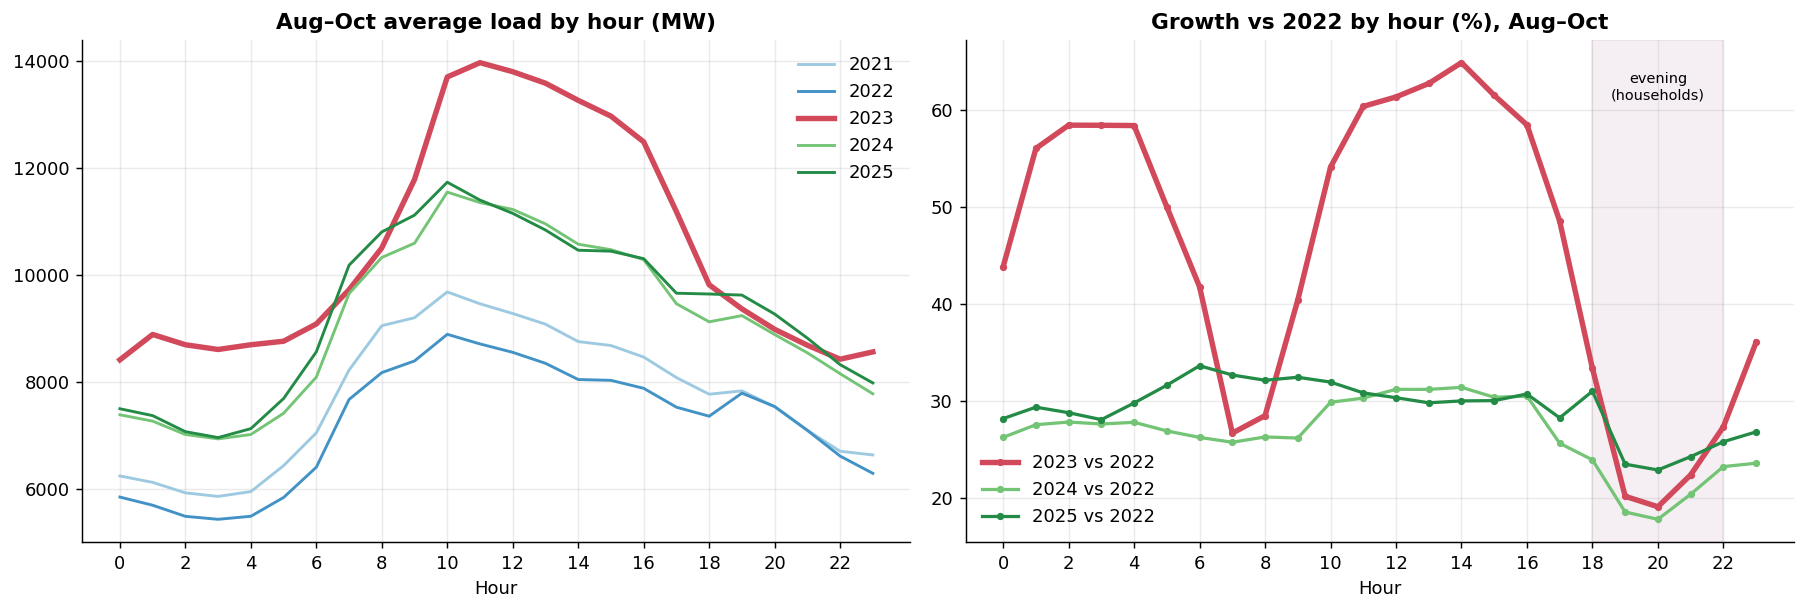 Aug–Oct average load by hour (MW)
14000
12000
10000
8000
6000
0 2 4 6 8 10 12 14 16 18 20 22
Hour
2021
2022
2023
2024
2025
Growth vs 2022 by hour (%), Aug–Oct
60
50
40
30
20
0 2 4 6 8 10 12 14 16 18 20 22
Hour
evening
(households)
2023 vs 2022
2024 vs 2022
2025 vs 2022